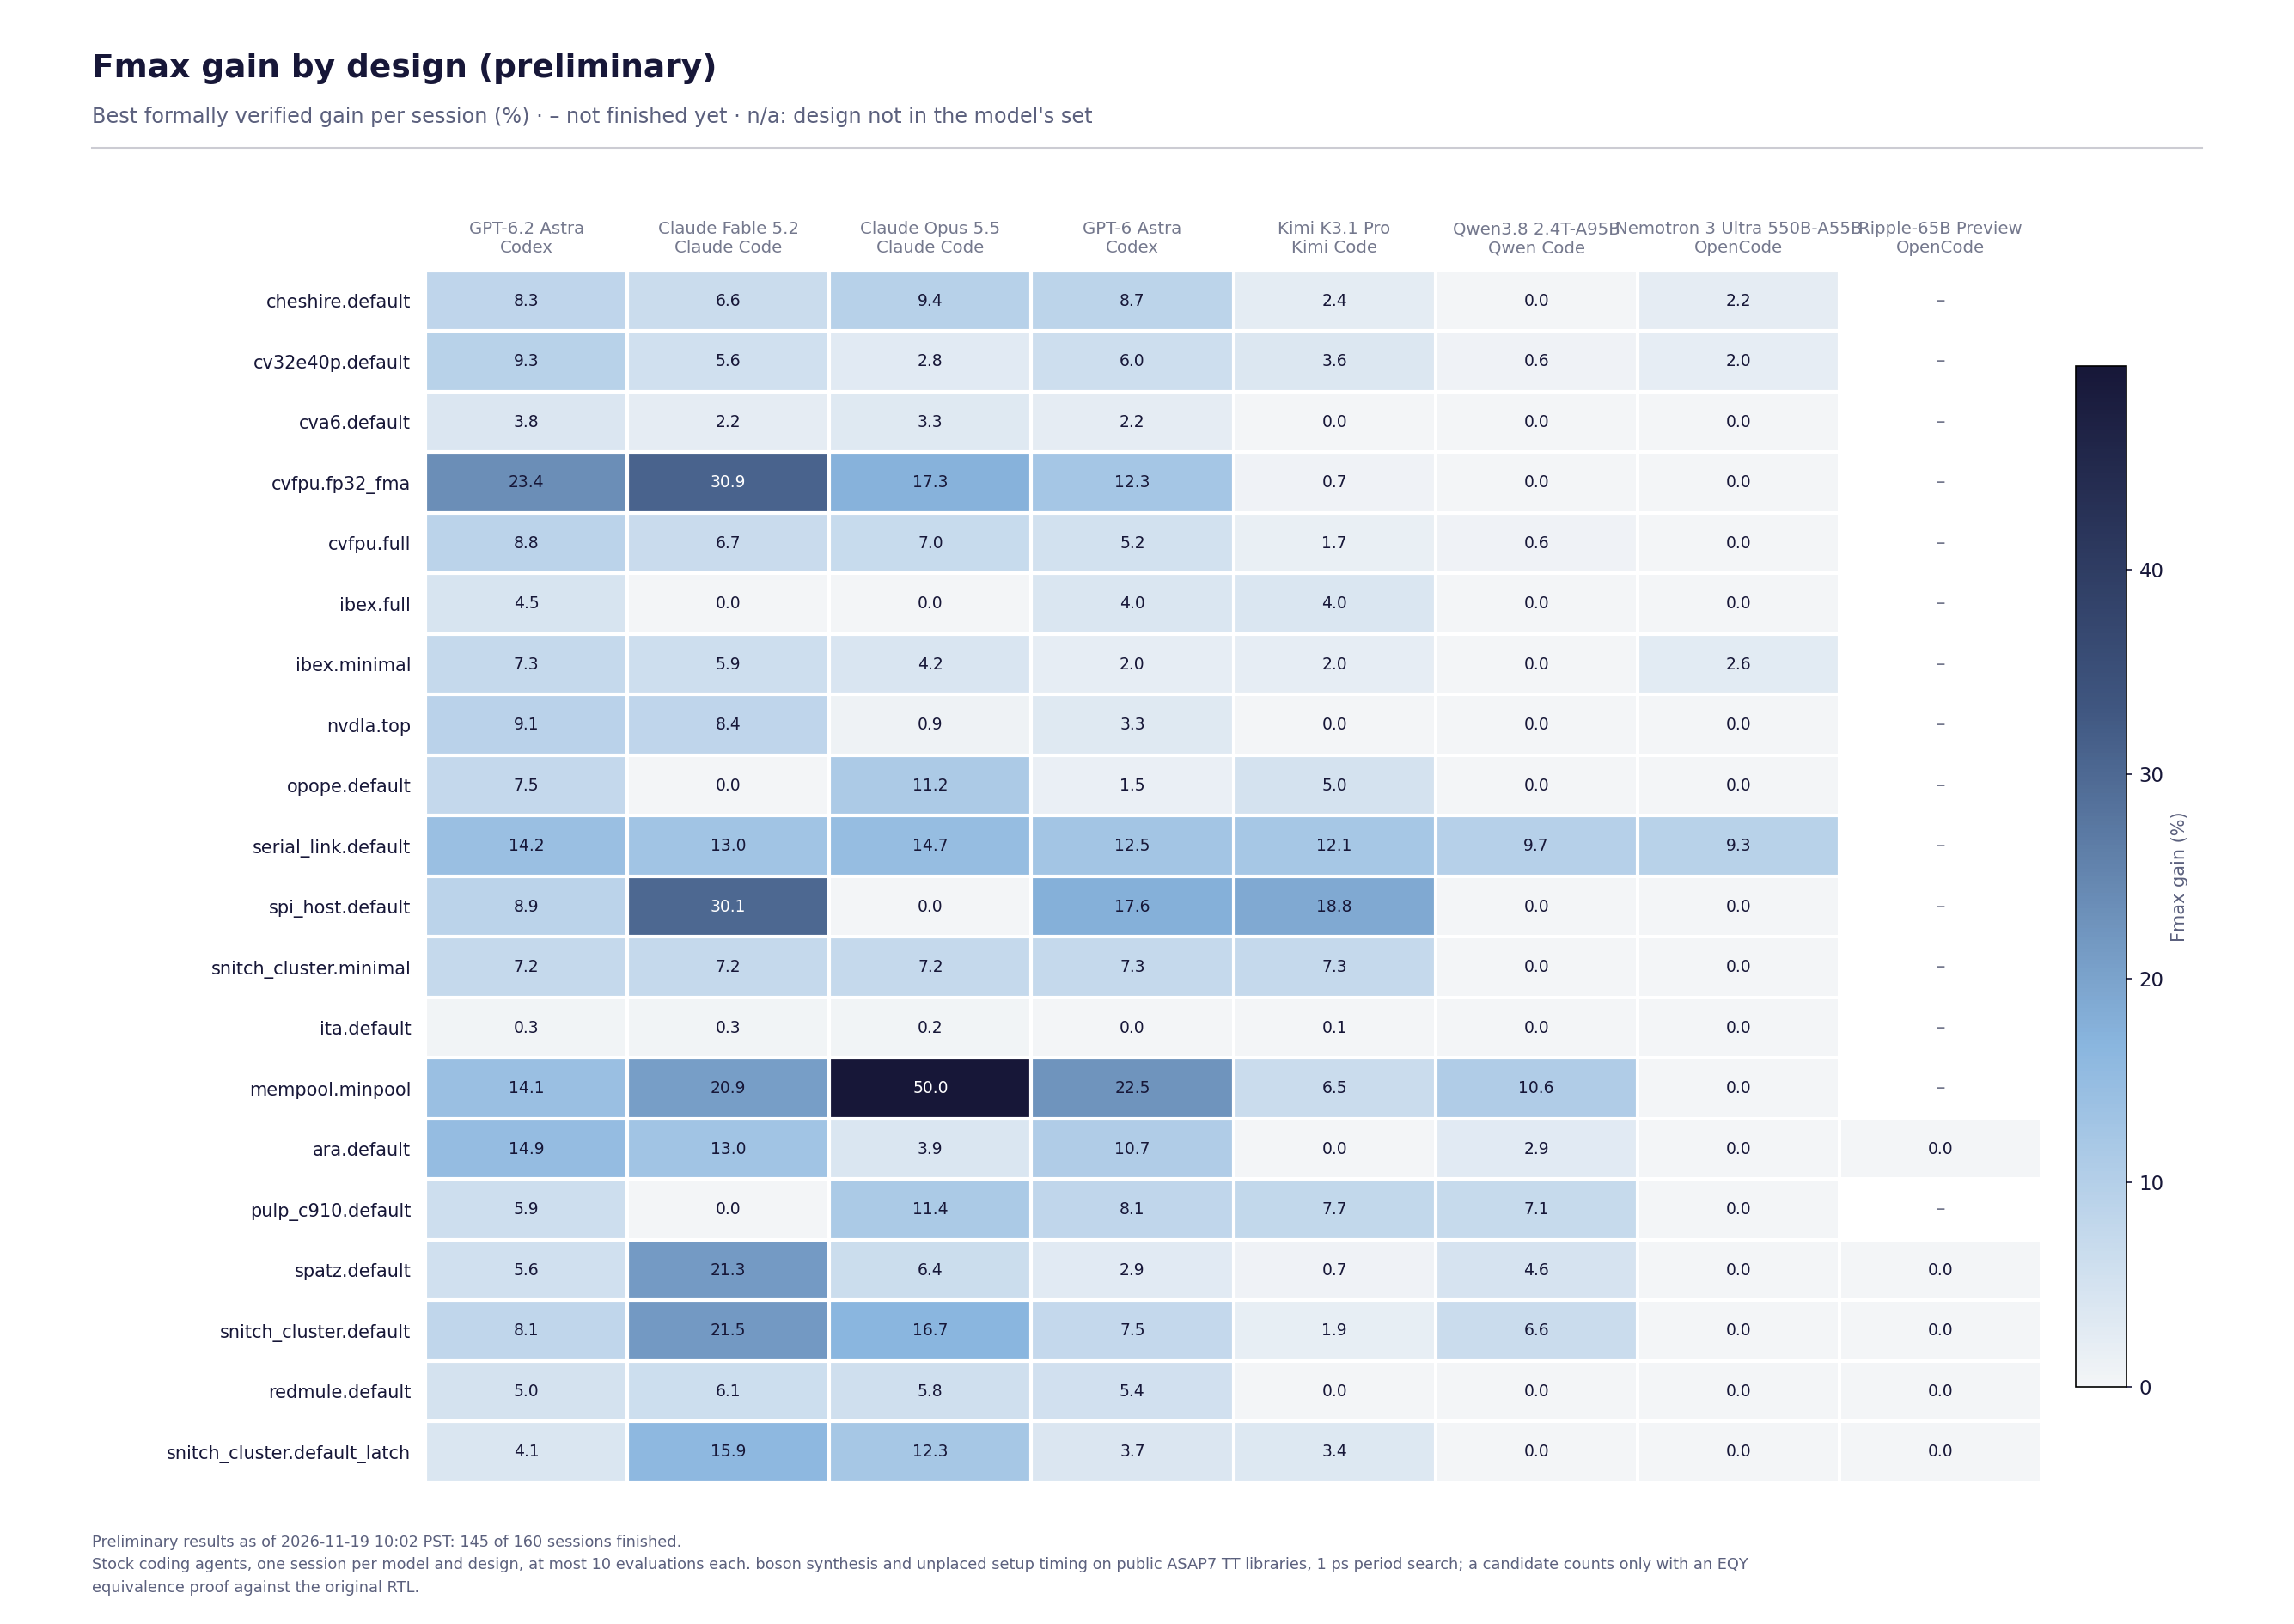 Fmax gain by design (preliminary)
Best formally verified gain per session (%) · – not finished yet · n/a: design not in the model's set
GPT-6.2 Astra Claude Fable 5.2 Claude Opus 5.5 GPT-6 Astra Kimi K3.1 Pro Qwen3.8 2.4T-A95B Nemotron 3 Ultra 550B-A55B Ripple-65B Preview
Codex Claude Code Claude Code Codex Kimi Code Qwen Code OpenCode OpenCode
cheshire.default 8.3 6.6 9.4 8.7 2.4 0.0 2.2 –
cv32e40p.default 9.3 5.6 2.8 6.0 3.6 0.6 2.0 –
cva6.default 3.8 2.2 3.3 2.2 0.0 0.0 0.0 –
cvfpu.fp32_fma 23.4 30.9 17.3 12.3 0.7 0.0 0.0 –
cvfpu.full 8.8 6.7 7.0 5.2 1.7 0.6 0.0 –
ibex.full 4.5 0.0 0.0 4.0 4.0 0.0 0.0 –
ibex.minimal 7.3 5.9 4.2 2.0 2.0 0.0 2.6 –
nvdla.top 9.1 8.4 0.9 3.3 0.0 0.0 0.0 –
opope.default 7.5 0.0 11.2 1.5 5.0 0.0 0.0 –
serial_link.default 14.2 13.0 14.7 12.5 12.1 9.7 9.3 –
spi_host.default 8.9 30.1 0.0 17.6 18.8 0.0 0.0 –
snitch_cluster.minimal 7.2 7.2 7.2 7.3 7.3 0.0 0.0 –
ita.default 0.3 0.3 0.2 0.0 0.1 0.0 0.0 –
mempool.minpool 14.1 20.9 50.0 22.5 6.5 10.6 0.0 –
ara.default 14.9 13.0 3.9 10.7 0.0 2.9 0.0 0.0
pulp_c910.default 5.9 0.0 11.4 8.1 7.7 7.1 0.0 –
spatz.default 5.6 21.3 6.4 2.9 0.7 4.6 0.0 0.0
snitch_cluster.default 8.1 21.5 16.7 7.5 1.9 6.6 0.0 0.0
redmule.default 5.0 6.1 5.8 5.4 0.0 0.0 0.0 0.0
snitch_cluster.default_latch 4.1 15.9 12.3 3.7 3.4 0.0 0.0 0.0
40
30
20
10
0
Fmax gain (%)
Preliminary results as of 2026-11-19 10:02 PST: 145 of 160 sessions finished.
Stock coding agents, one session per model and design, at most 10 evaluations each. boson synthesis and unplaced setup timing on public ASAP7 TT libraries, 1 ps period search; a candidate counts only with an EQY
equivalence proof against the original RTL.